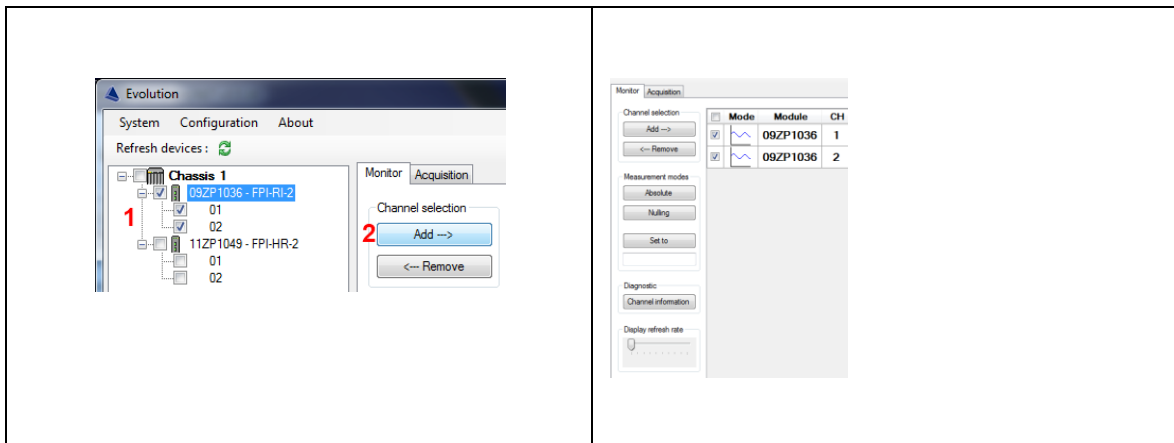 Evolution
System Configuration About
Refresh devices :
Chassis 1
09ZP1036 - FPI-RI-2
01
02
11ZP1049 - FPI-HR-2
01
02
1
Monitor Acquisition
Channel selection
2 Add --->
<--- Remove
Monitor Acquisition
Channel selection
Add --->
<--- Remove
Measurement modes
Absolute
Nulling
Set to
Diagnostic
Channel information
Display refresh rate
Mode Module CH
09ZP1036 1
09ZP1036 2